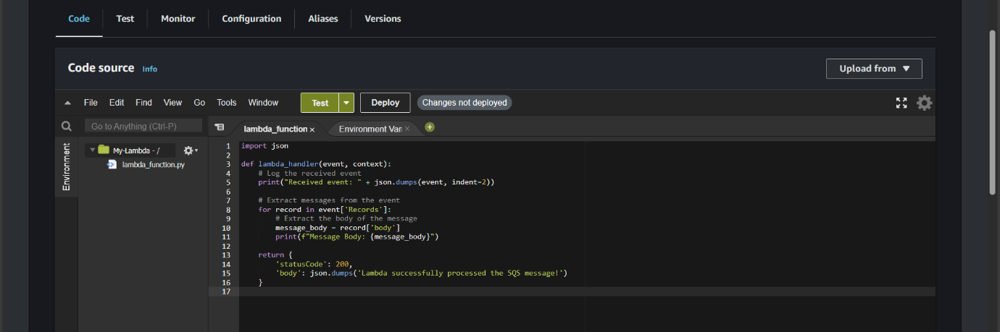 Code Test Monitor Configuration Aliases Versions
Code source Info Upload from
File Edit Find View Go Tools Window Test Deploy Changes not deployed
Go to Anything (Ctrl-P) lambda_function Environment Var
Environment
My-Lambda - /
lambda_function.py
1 import json
2
3 def lambda_handler(event, context):
4 # Log the received event
5 print("Received event: " + json.dumps(event, indent=2))
6
7 # Extract messages from the event
8 for record in event['Records']:
9 # Extract the body of the message
10 message_body = record['body']
11 print(f"Message Body: {message_body}")
12
13 return {
14 'statusCode': 200,
15 'body': json.dumps('Lambda successfully processed the SQS message!')
16 }
17